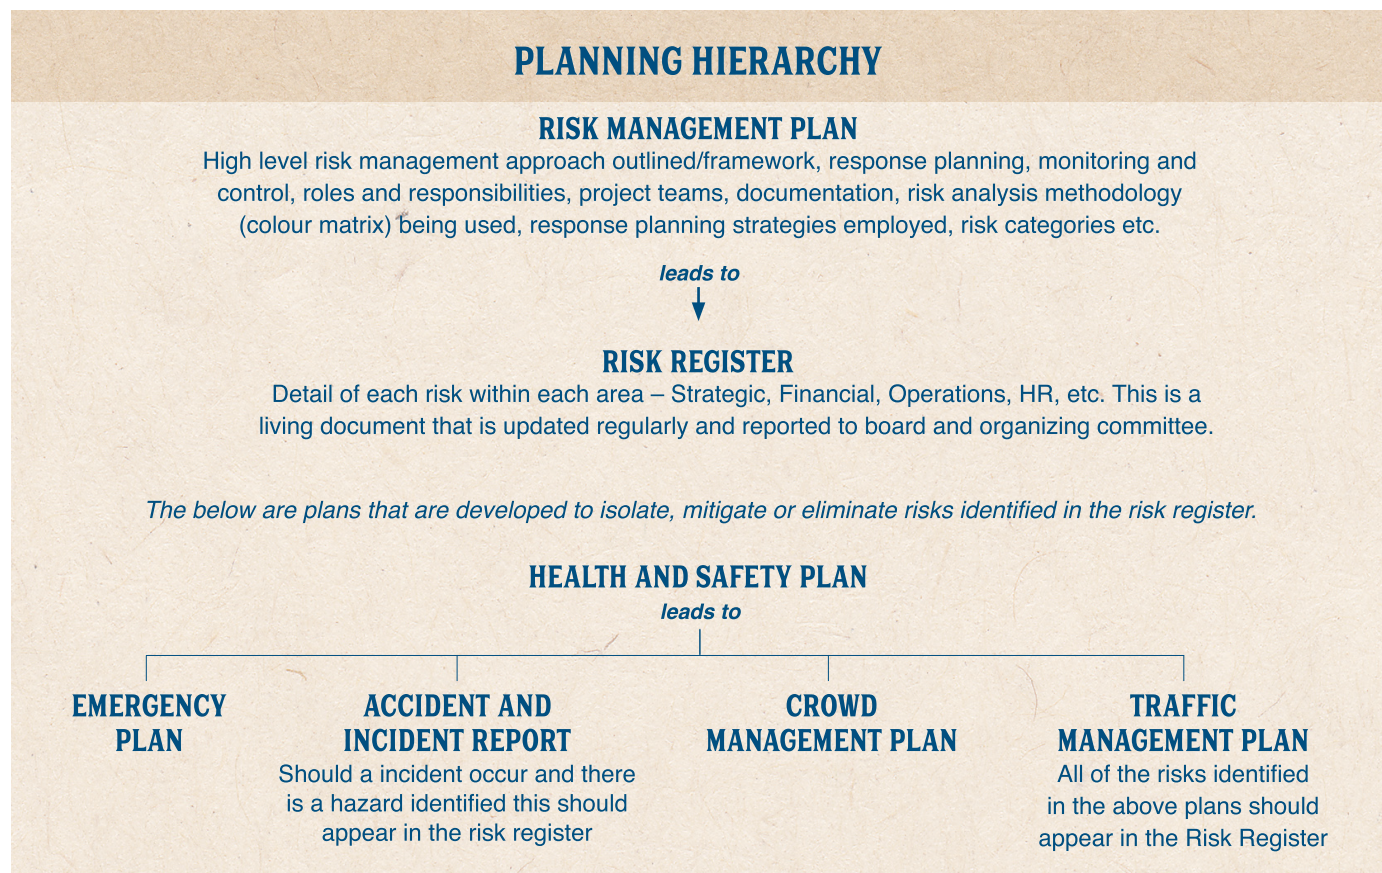 PLANNING HIERARCHY
RISK MANAGEMENT PLAN
High level risk management approach outlined/framework, response planning, monitoring and
control, roles and responsibilities, project teams, documentation, risk analysis methodology
(colour matrix) being used, response planning strategies employed, risk categories etc.
leads to
RISK REGISTER
Detail of each risk within each area – Strategic, Financial, Operations, HR, etc. This is a
living document that is updated regularly and reported to board and organizing committee.
The below are plans that are developed to isolate, mitigate or eliminate risks identified in the risk register.
HEALTH AND SAFETY PLAN
leads to
EMERGENCY
PLAN
ACCIDENT AND
INCIDENT REPORT
Should a incident occur and there
is a hazard identified this should
appear in the risk register
CROWD
MANAGEMENT PLAN
TRAFFIC
MANAGEMENT PLAN
All of the risks identified
in the above plans should
appear in the Risk Register